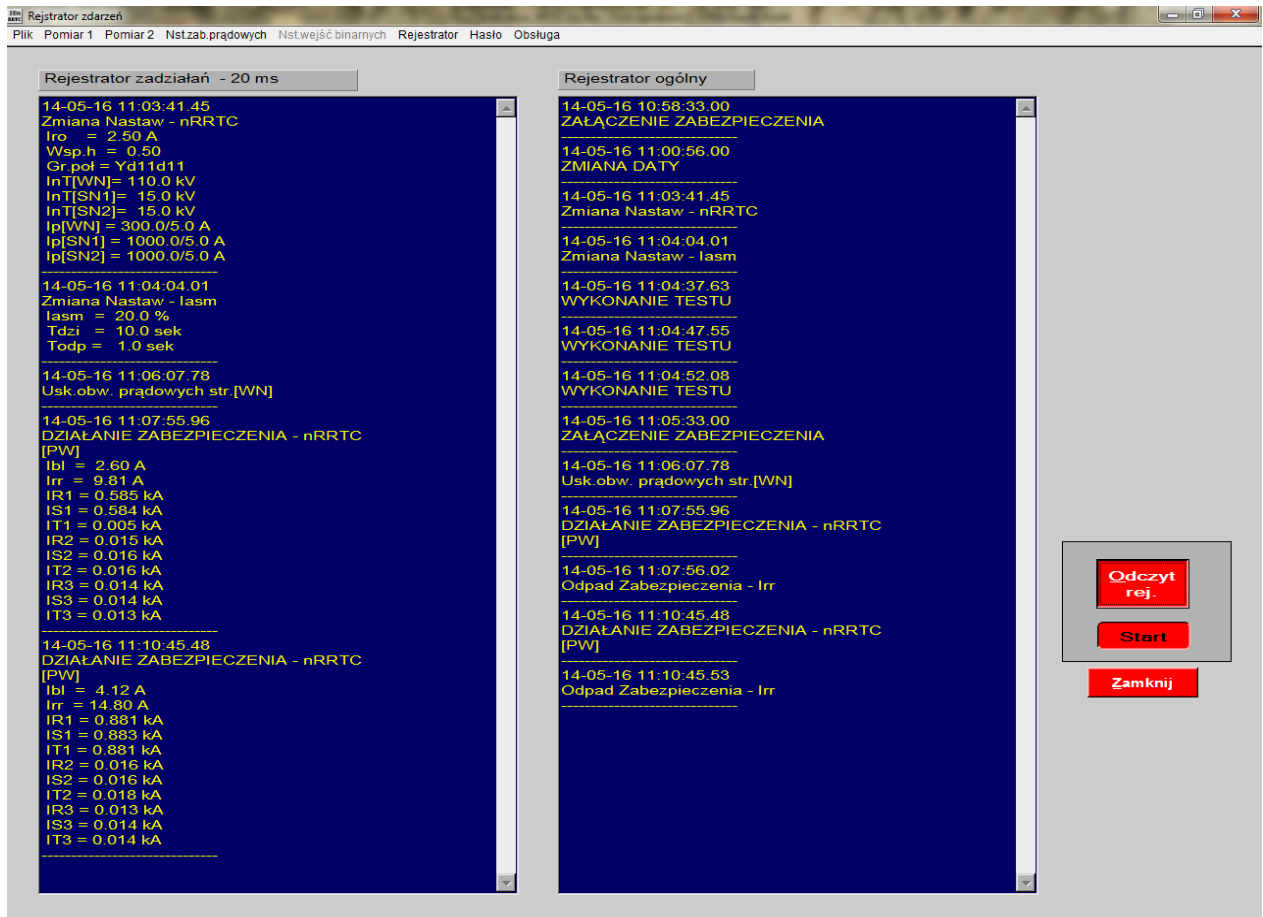 Rejstrator zdarzeń
Plik Pomiar 1 Pomiar 2 Nst.zab.prądowych Nst.wejść binarnych Rejestrator Hasło Obsługa
Rejestrator zadziałań - 20 ms
14-05-16 11:03:41.45
Zmiana Nastaw - nRRTC
Iro = 2.50 A
Wsp.h = 0.50
Gr.poł = Yd11d11
InT[WN]= 110.0 kV
InT[SN1]= 15.0 kV
InT[SN2]= 15.0 kV
Ip[WN] = 300.0/5.0 A
Ip[SN1] = 1000.0/5.0 A
Ip[SN2] = 1000.0/5.0 A
------------------------------
14-05-16 11:04:04.01
Zmiana Nastaw - Iasm
Iasm = 20.0 %
Tdzi = 10.0 sek
Todp = 1.0 sek
------------------------------
14-05-16 11:06:07.78
Usk.obw. prądowych str.[WN]
------------------------------
14-05-16 11:07:55.96
DZIAŁANIE ZABEZPIECZENIA - nRRTC
[PW]
Ibl = 2.60 A
Irr = 9.81 A
IR1 = 0.585 kA
IS1 = 0.584 kA
IT1 = 0.005 kA
IR2 = 0.015 kA
IS2 = 0.016 kA
IT2 = 0.016 kA
IR3 = 0.014 kA
IS3 = 0.014 kA
IT3 = 0.013 kA
------------------------------
14-05-16 11:10:45.48
DZIAŁANIE ZABEZPIECZENIA - nRRTC
[PW]
Ibl = 4.12 A
Irr = 14.80 A
IR1 = 0.881 kA
IS1 = 0.883 kA
IT1 = 0.881 kA
IR2 = 0.016 kA
IS2 = 0.016 kA
IT2 = 0.018 kA
IR3 = 0.013 kA
IS3 = 0.014 kA
IT3 = 0.014 kA
------------------------------
Rejestrator ogólny
14-05-16 10:58:33.00
ZAŁĄCZENIE ZABEZPIECZENIA
------------------------------
14-05-16 11:00:56.00
ZMIANA DATY
------------------------------
14-05-16 11:03:41.45
Zmiana Nastaw - nRRTC
------------------------------
14-05-16 11:04:04.01
Zmiana Nastaw - Iasm
------------------------------
14-05-16 11:04:37.63
WYKONANIE TESTU
------------------------------
14-05-16 11:04:47.55
WYKONANIE TESTU
------------------------------
14-05-16 11:04:52.08
WYKONANIE TESTU
------------------------------
14-05-16 11:05:33.00
ZAŁĄCZENIE ZABEZPIECZENIA
------------------------------
14-05-16 11:06:07.78
Usk.obw. prądowych str.[WN]
------------------------------
14-05-16 11:07:55.96
DZIAŁANIE ZABEZPIECZENIA - nRRTC
[PW]
------------------------------
14-05-16 11:07:56.02
Odpad Zabezpieczenia - Irr
------------------------------
14-05-16 11:10:45.48
DZIAŁANIE ZABEZPIECZENIA - nRRTC
[PW]
------------------------------
14-05-16 11:10:45.53
Odpad Zabezpieczenia - Irr
------------------------------
Odczyt
rej.
Start
Zamknij